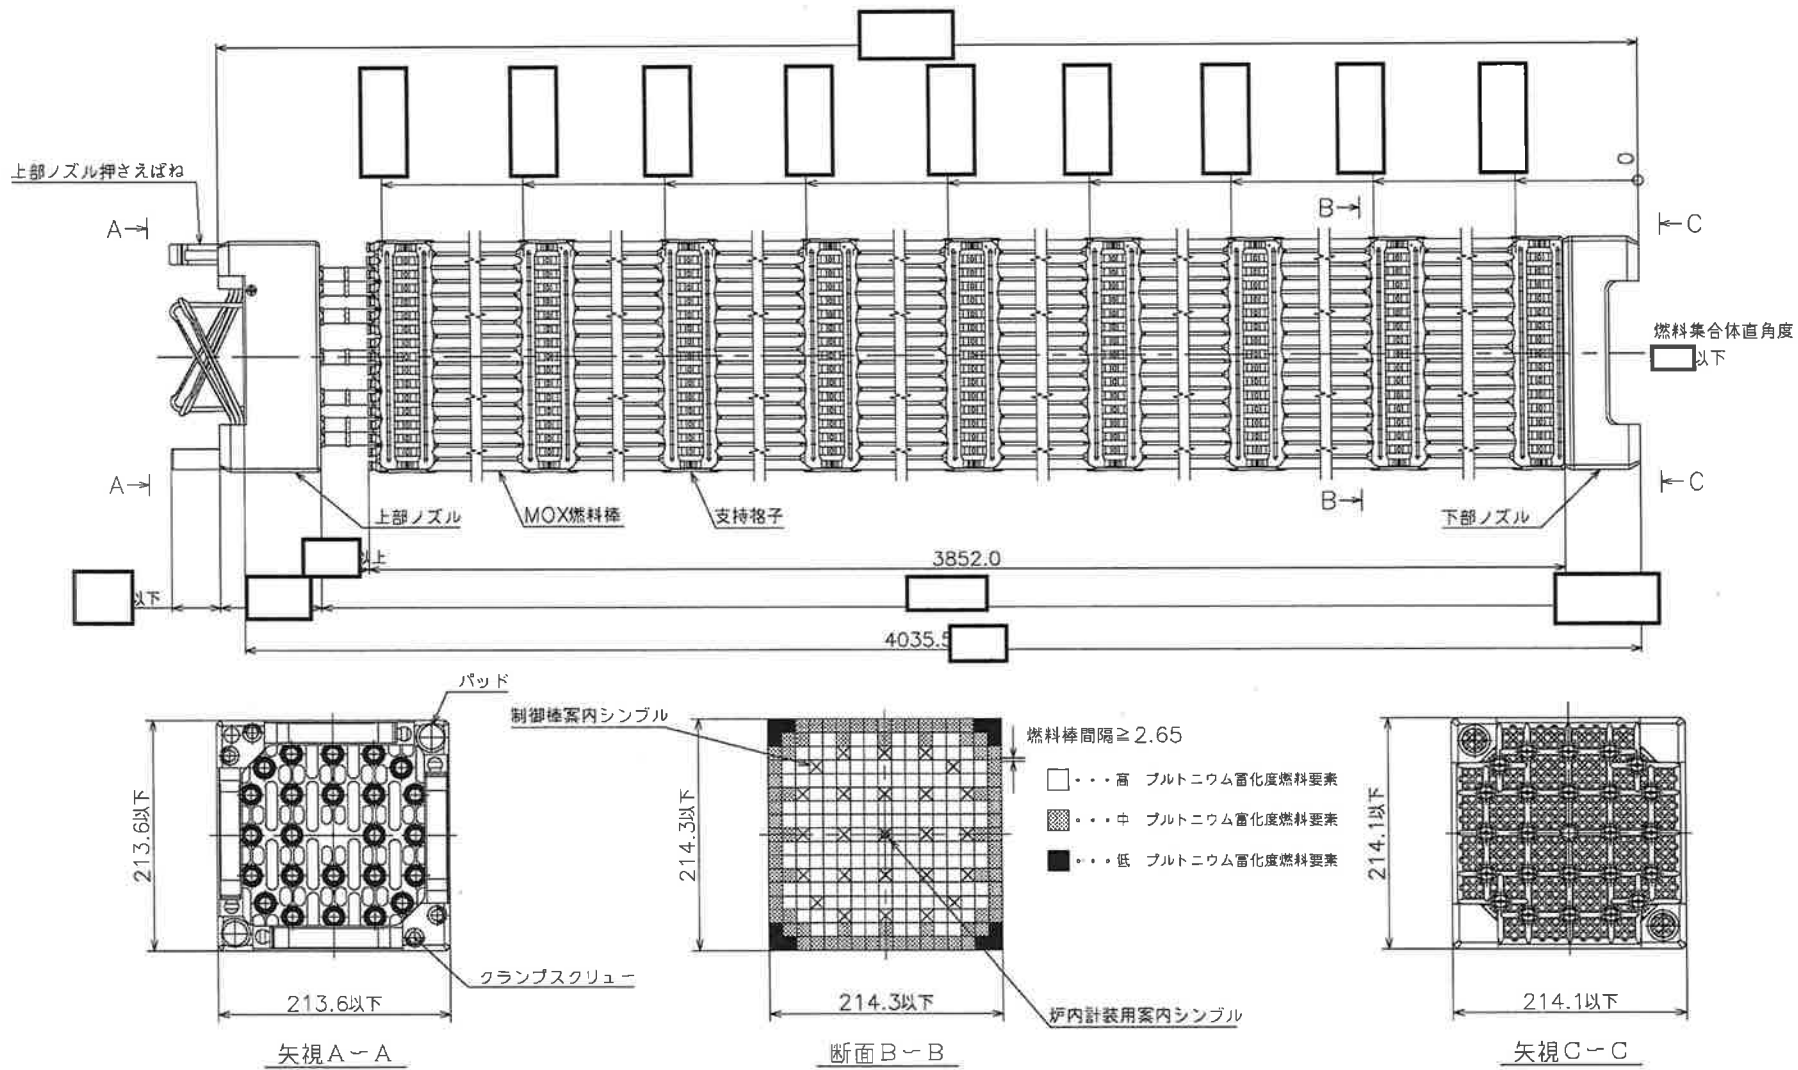 0
上部ノズル押さえばね
A
B
C
燃料集合体直角度
以下
A
B
C
上部ノズル
MOX燃料棒
支持格子
下部ノズル
以上
3852.0
以下
4035.5
パッド
制御棒案内シンブル
燃料棒間隔≧2.65
・・・高 プルトニウム富化度燃料要素
・・・中 プルトニウム富化度燃料要素
・・・低 プルトニウム富化度燃料要素
213.6以下
214.3以下
214.1以下
クランプスクリュー
213.6以下
214.3以下
炉内計装用案内シンブル
214.1以下
矢視A-A
断面B-B
矢視C-C